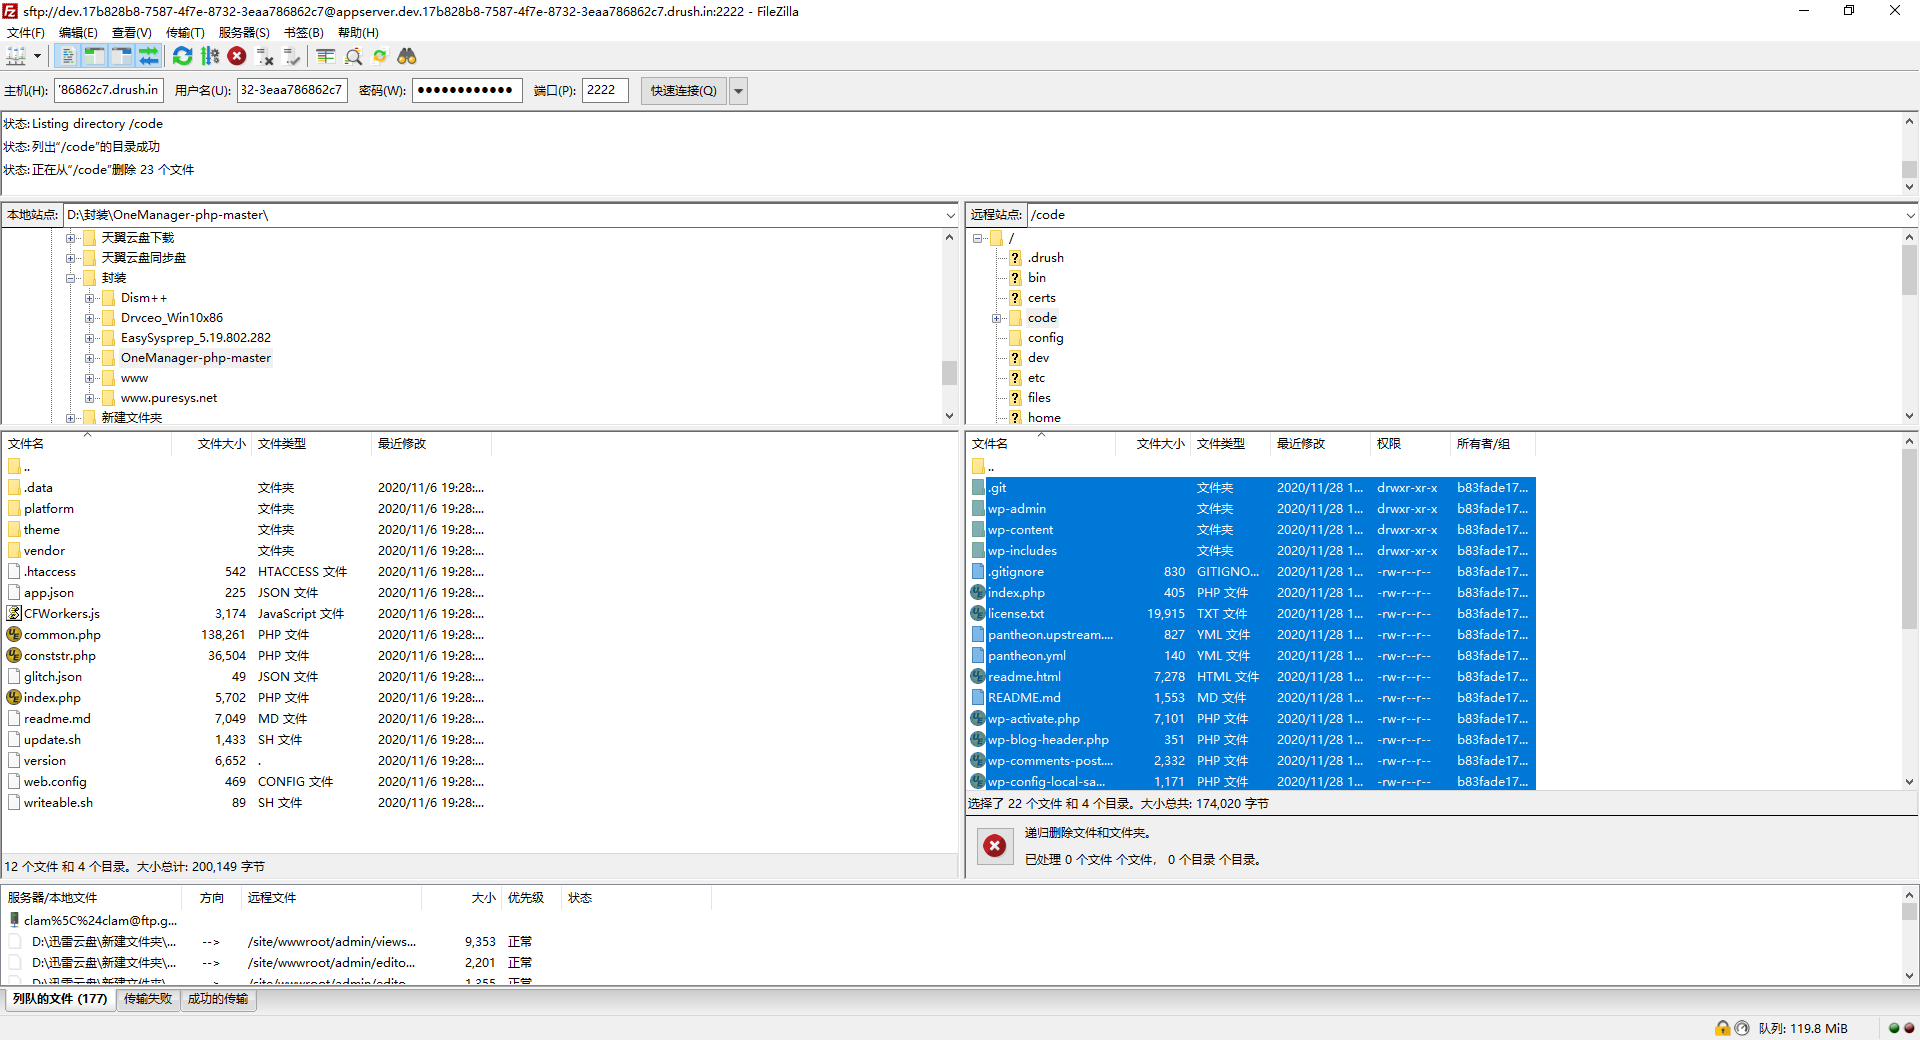 sftp://dev.17b828b8-7587-4f7e-8732-3eaa786862c7@appserver.dev.17b828b8-7587-4f7e-8732-3eaa786862c7.drush.in:2222 - FileZilla
文件(F) 编辑(E) 查看(V) 传输(T) 服务器(S) 书签(B) 帮助(H)
主机(H): '86862c7.drush.in 用户名(U): 32-3eaa786862c7 密码(W): ●●●●●●●●●●●● 端口(P): 2222 快速连接(Q)
状态: Listing directory /code
状态: 列出“/code”的目录成功
状态: 正在从“/code”删除 23 个文件
本地站点: D:\封装\OneManager-php-master\
天翼云盘下载
天翼云盘同步盘
封装
Dism++
Drvceo_Win10x86
EasySysprep_5.19.802.282
OneManager-php-master
www
www.puresys.net
新建文件夹
远程站点: /code
/
.drush
bin
certs
code
config
dev
etc
files
home
文件名 文件大小 文件类型 最近修改
..
.data 文件夹 2020/11/6 19:28:...
platform 文件夹 2020/11/6 19:28:...
theme 文件夹 2020/11/6 19:28:...
vendor 文件夹 2020/11/6 19:28:...
.htaccess 542 HTACCESS 文件 2020/11/6 19:28:...
app.json 225 JSON 文件 2020/11/6 19:28:...
CFWorkers.js 3,174 JavaScript 文件 2020/11/6 19:28:...
common.php 138,261 PHP 文件 2020/11/6 19:28:...
conststr.php 36,504 PHP 文件 2020/11/6 19:28:...
glitch.json 49 JSON 文件 2020/11/6 19:28:...
index.php 5,702 PHP 文件 2020/11/6 19:28:...
readme.md 7,049 MD 文件 2020/11/6 19:28:...
update.sh 1,433 SH 文件 2020/11/6 19:28:...
version 6,652 . 2020/11/6 19:28:...
web.config 469 CONFIG 文件 2020/11/6 19:28:...
writeable.sh 89 SH 文件 2020/11/6 19:28:...
12 个文件 和 4 个目录。大小总计: 200,149 字节
文件名 文件大小 文件类型 最近修改 权限 所有者/组
..
.git 文件夹 2020/11/28 1... drwxr-xr-x b83fade17...
wp-admin 文件夹 2020/11/28 1... drwxr-xr-x b83fade17...
wp-content 文件夹 2020/11/28 1... drwxr-xr-x b83fade17...
wp-includes 文件夹 2020/11/28 1... drwxr-xr-x b83fade17...
.gitignore 830 GITIGNO... 2020/11/28 1... -rw-r--r-- b83fade17...
index.php 405 PHP 文件 2020/11/28 1... -rw-r--r-- b83fade17...
license.txt 19,915 TXT 文件 2020/11/28 1... -rw-r--r-- b83fade17...
pantheon.upstream.... 827 YML 文件 2020/11/28 1... -rw-r--r-- b83fade17...
pantheon.yml 140 YML 文件 2020/11/28 1... -rw-r--r-- b83fade17...
readme.html 7,278 HTML 文件 2020/11/28 1... -rw-r--r-- b83fade17...
README.md 1,553 MD 文件 2020/11/28 1... -rw-r--r-- b83fade17...
wp-activate.php 7,101 PHP 文件 2020/11/28 1... -rw-r--r-- b83fade17...
wp-blog-header.php 351 PHP 文件 2020/11/28 1... -rw-r--r-- b83fade17...
wp-comments-post.... 2,332 PHP 文件 2020/11/28 1... -rw-r--r-- b83fade17...
wp-config-local-sa... 1,171 PHP 文件 2020/11/28 1... -rw-r--r-- b83fade17...
选择了 22 个文件 和 4 个目录。大小总共: 174,020 字节
递归删除文件和文件夹。
已处理 0 个文件 个文件， 0 个目录 个目录。
服务器/本地文件 方向 远程文件 大小 优先级 状态
clam%5C%24clam@ftp.g...
D:\迅雷云盘\新建文件夹\... --> /site/wwwroot/admin/views... 9,353 正常
D:\迅雷云盘\新建文件夹\... --> /site/wwwroot/admin/edito... 2,201 正常
D:\迅雷云盘\新建文件夹\... --> /site/wwwroot/admin/edito... 1,355 正常
列队的文件 (177) 传输失败 成功的传输
队列: 119.8 MiB